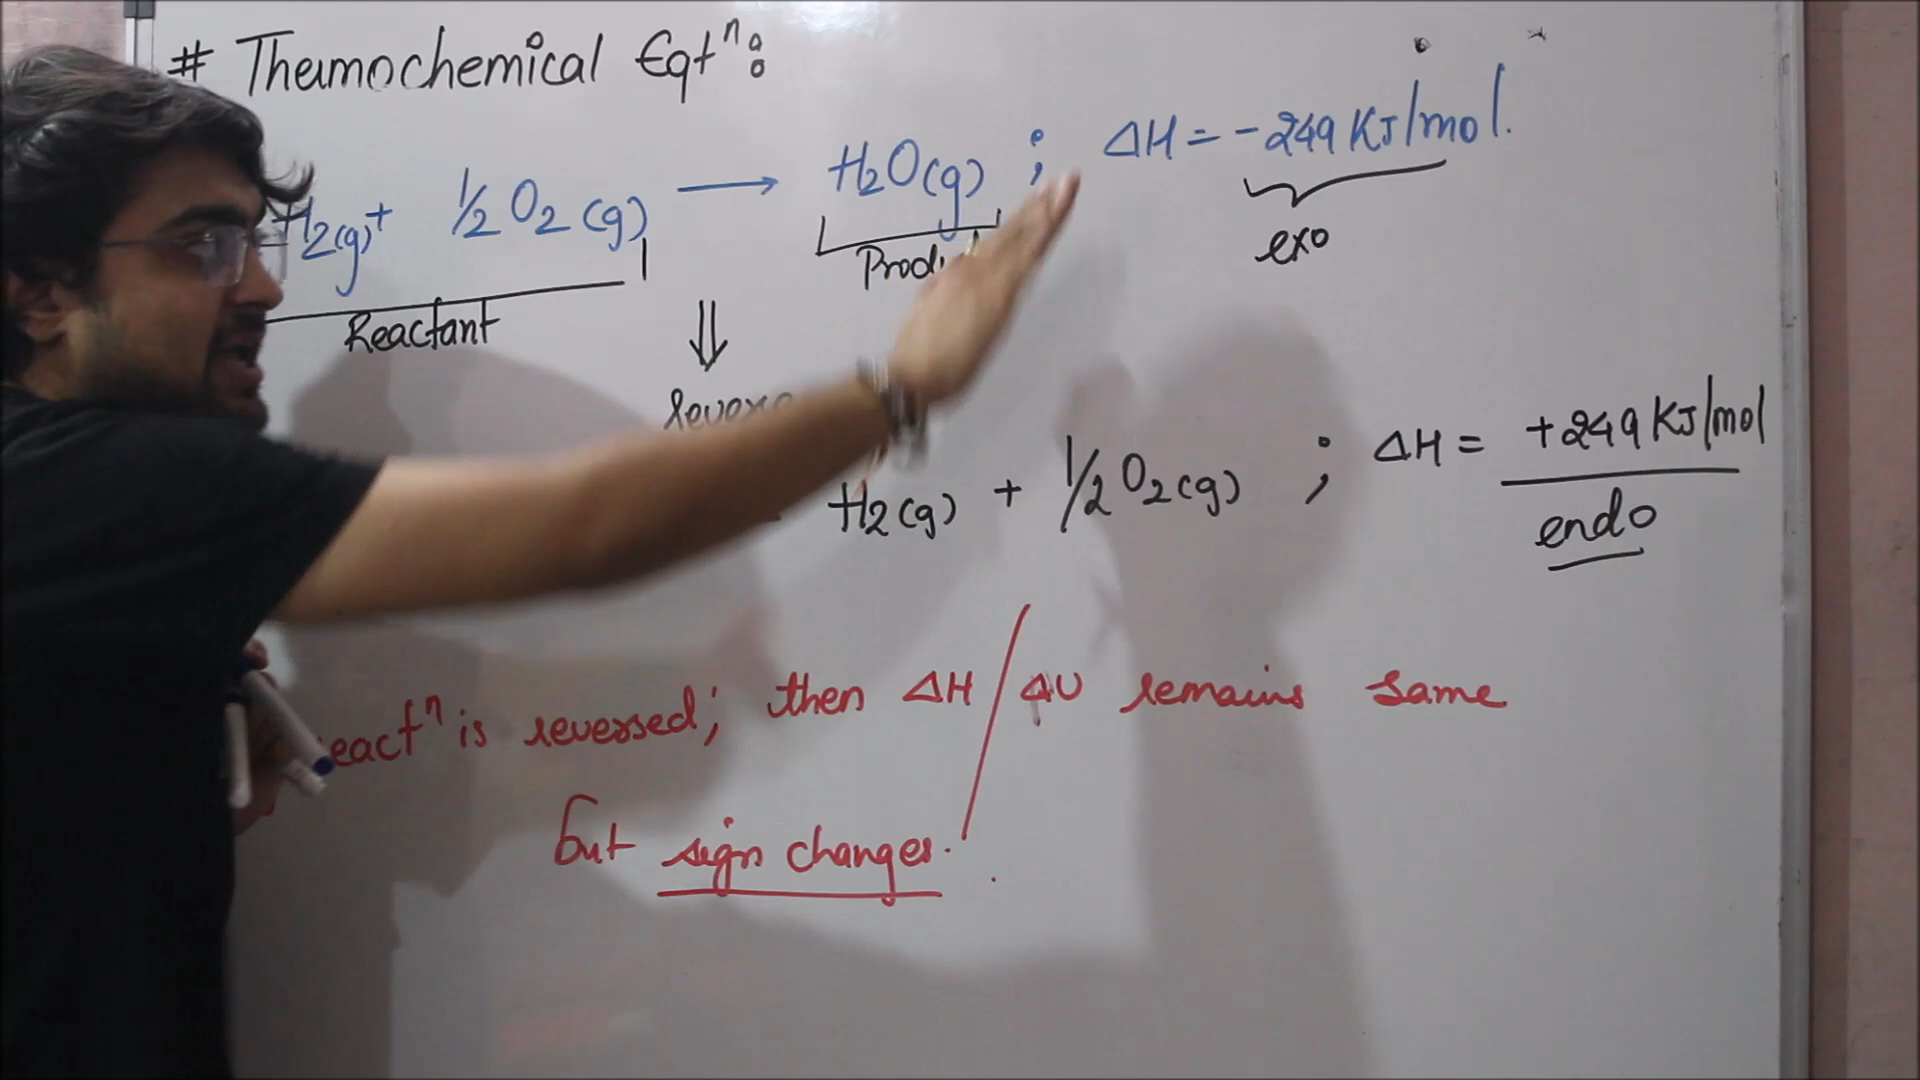 # Thermochemical Eqtⁿ:
H2(g) + 1/2 O2(g) → H2O(g) ; ΔH = -249 KJ/mol.
Reactant
exo
H2(g) + 1/2 O2(g) ; ΔH = +249 KJ/mol
endo
is reversed; then ΔH / ΔU remains same
but sign changes.